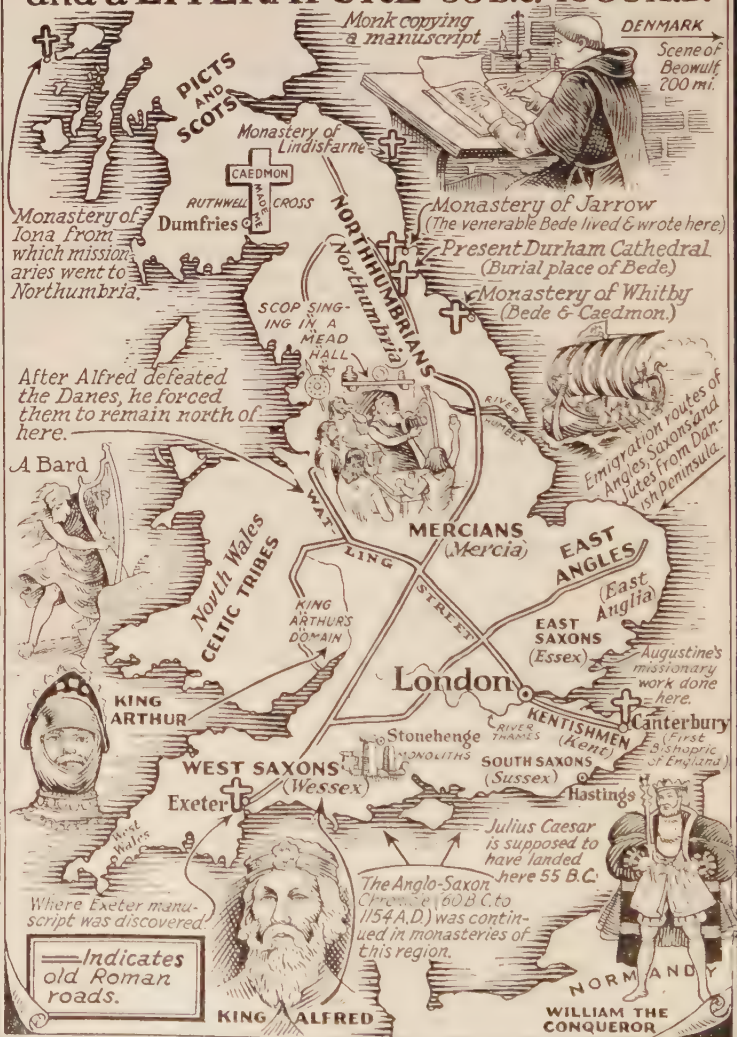 Monk copying
a manuscript
DENMARK
Scene of
Beowulf,
200 mi.
PICTS
AND
SCOTS
Monastery of
Lindisfarne
CAEDMON
MADE
ME
RUTHWELL CROSS
Dumfries
Monastery of
Iona from
which mission-
aries went to
Northumbria.
NORTHHUMBRIANS
(Northumbria)
Monastery of Jarrow
(The venerable Bede lived & wrote here)
Present Durham Cathedral
(Burial place of Bede.)
Monastery of Whitby
(Bede & Caedmon.)
SCOP SING-
ING IN A
MEAD
HALL
After Alfred defeated
the Danes, he forced
them to remain north of
here.
RIVER
HUMBER
Emigration routes of
Angles, Saxons, and
Jutes from Dan-
ish Peninsula.
A Bard
WAT-
LING
STREET
MERCIANS
(Mercia)
EAST
ANGLES
(East
Anglia)
North Wales
CELTIC TRIBES
KING
ARTHUR'S
DOMAIN
EAST
SAXONS
(Essex)
Augustine's
missionary
work done
here.
London
KING
ARTHUR
RIVER
THAMES
KENTISHMEN
(Kent)
Canterbury
(First
Bishopric
of England)
Stonehenge
MONOLITHS
SOUTH SAXONS
(Sussex)
WEST SAXONS
(Wessex)
Exeter
Hastings
West
Wales
Julius Caesar
is supposed to
have landed
here 55 B.C.
Where Exeter manu-
script was discovered.
The Anglo-Saxon
(60 B.C. to
1154 A.D.) was contin-
ued in monasteries of
this region.
Indicates
old Roman
roads.
KING ALFRED
NORMANDY
WILLIAM THE
CONQUEROR